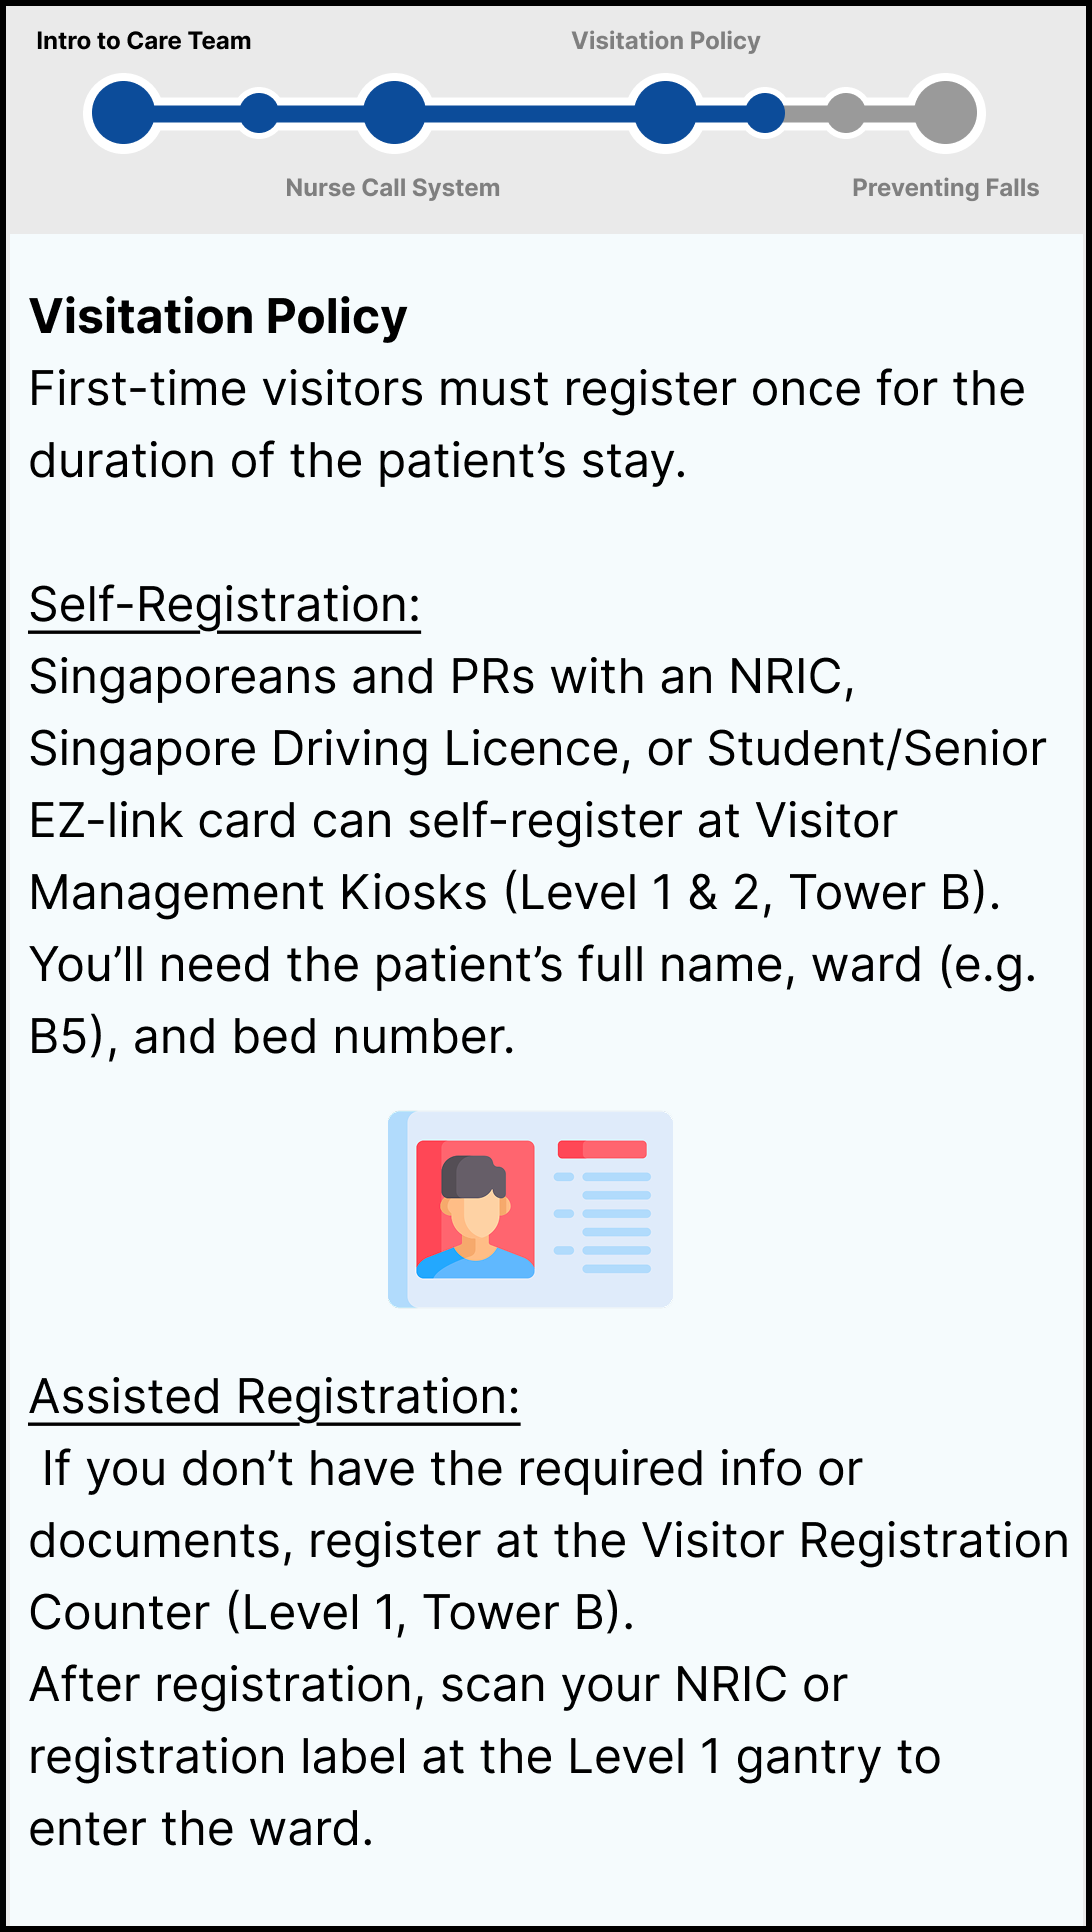 Intro to Care Team
Visitation Policy
Nurse Call System
Preventing Falls
Visitation Policy
First-time visitors must register once for the
duration of the patient’s stay.
Self-Registration:
Singaporeans and PRs with an NRIC,
Singapore Driving Licence, or Student/Senior
EZ-link card can self-register at Visitor
Management Kiosks (Level 1 & 2, Tower B).
You’ll need the patient’s full name, ward (e.g.
B5), and bed number.
Assisted Registration:
If you don’t have the required info or
documents, register at the Visitor Registration
Counter (Level 1, Tower B).
After registration, scan your NRIC or
registration label at the Level 1 gantry to
enter the ward.